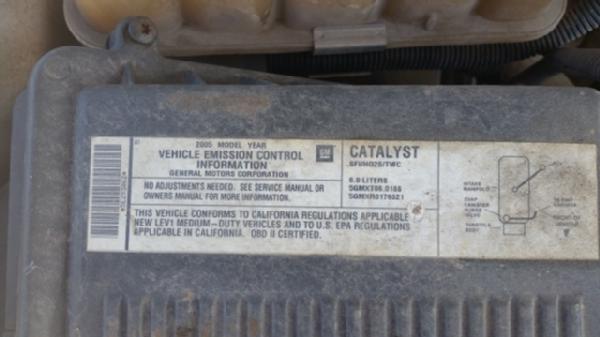 2005 MODEL YEAR
VEHICLE EMISSION CONTROL
INFORMATION
GENERAL MOTORS CORPORATION
GM
CATALYST
6.0 LITERS
NO ADJUSTMENTS NEEDED. SEE SERVICE MANUAL OR
OWNERS MANUAL FOR MORE INFORMATION.
THIS VEHICLE CONFORMS TO CALIFORNIA REGULATIONS APPLICABLE
NEW LEV1 MEDIUM-DUTY VEHICLES AND TO U.S. EPA REGULATIONS
APPLICABLE IN CALIFORNIA. OBD II CERTIFIED.
INTAKE
MANIFOLD